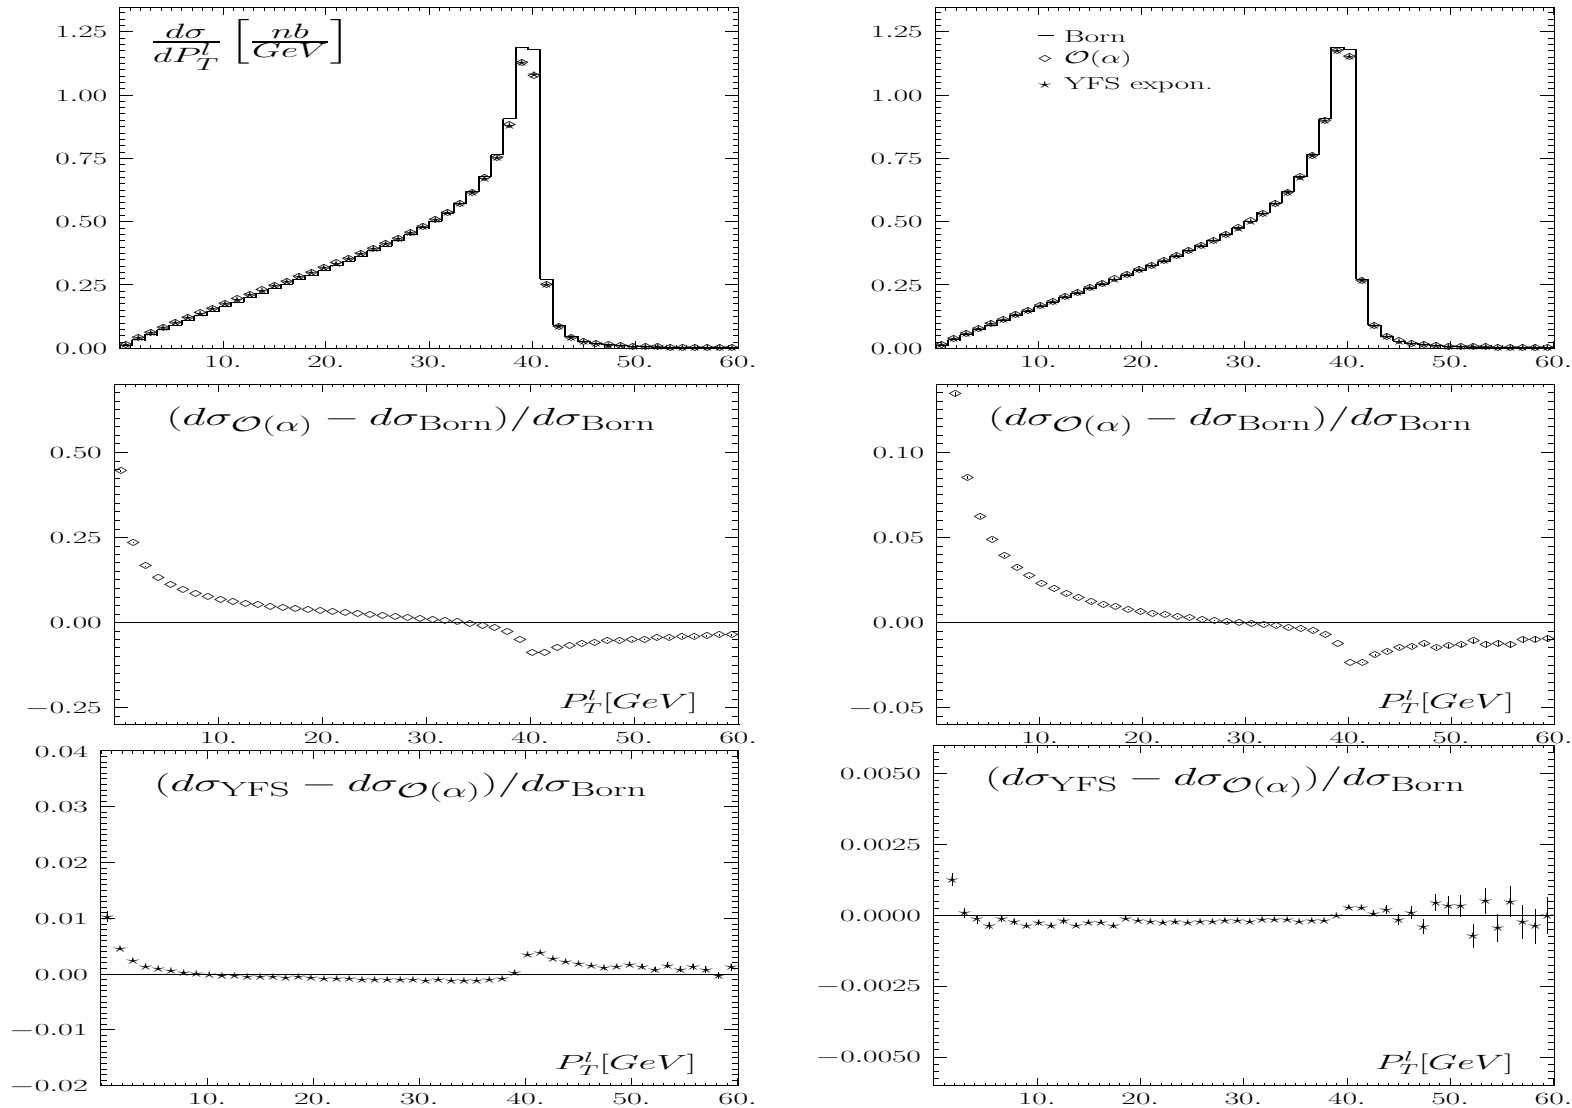 dσ/dP_T^l [nb/GeV]
1.25
1.00
0.75
0.50
0.25
0.00
10. 20. 30. 40. 50. 60.
— Born
◇ 𝒪(α)
★ YFS expon.
1.25
1.00
0.75
0.50
0.25
0.00
10. 20. 30. 40. 50. 60.
(dσ_𝒪(α) − dσ_Born)/dσ_Born
0.50
0.25
0.00
−0.25
P_T^l [GeV]
10. 20. 30. 40. 50. 60.
(dσ_𝒪(α) − dσ_Born)/dσ_Born
0.10
0.05
0.00
−0.05
P_T^l [GeV]
10. 20. 30. 40. 50. 60.
(dσ_YFS − dσ_𝒪(α))/dσ_Born
0.04
0.03
0.02
0.01
0.00
−0.01
−0.02
P_T^l [GeV]
10. 20. 30. 40. 50. 60.
(dσ_YFS − dσ_𝒪(α))/dσ_Born
0.0050
0.0025
0.0000
−0.0025
−0.0050
P_T^l [GeV]
10. 20. 30. 40. 50. 60.